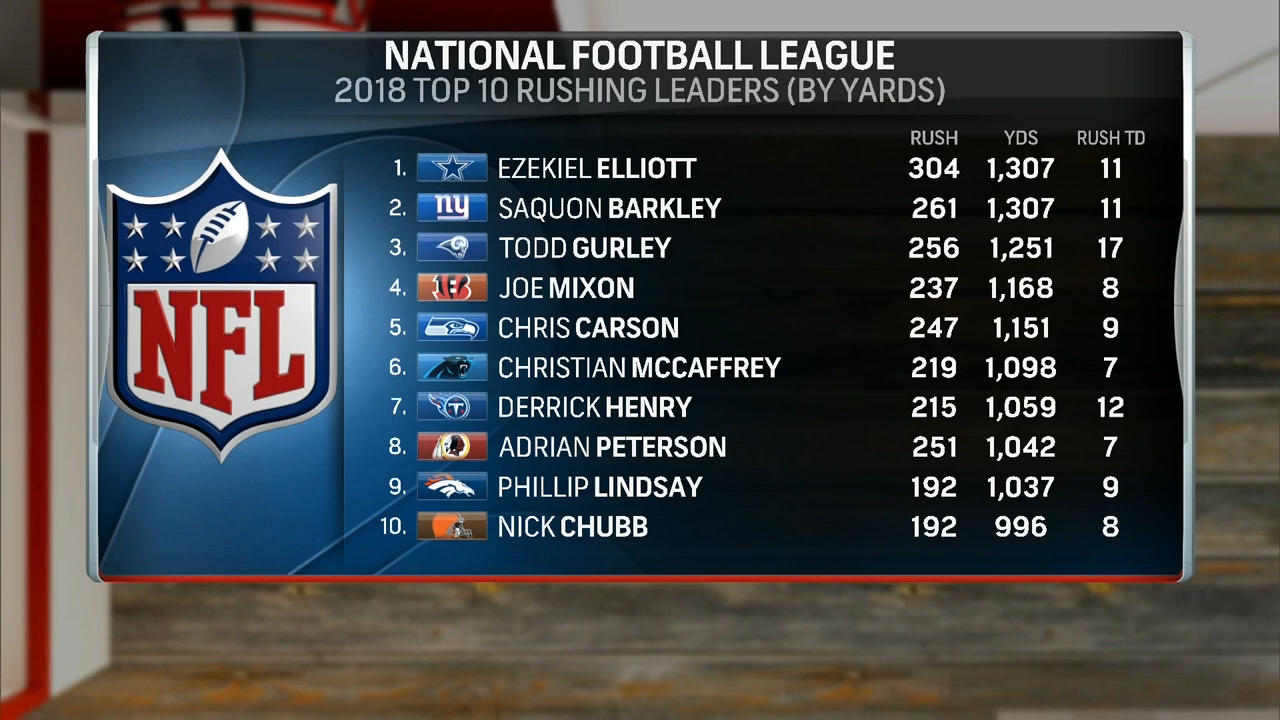 NATIONAL FOOTBALL LEAGUE
2018 TOP 10 RUSHING LEADERS (BY YARDS)
RUSH YDS RUSH TD
1. EZEKIEL ELLIOTT 304 1,307 11
2. ny SAQUON BARKLEY 261 1,307 11
3. TODD GURLEY 256 1,251 17
4. JOE MIXON 237 1,168 8
5. CHRIS CARSON 247 1,151 9
6. CHRISTIAN MCCAFFREY 219 1,098 7
7. T DERRICK HENRY 215 1,059 12
8. ADRIAN PETERSON 251 1,042 7
9. PHILLIP LINDSAY 192 1,037 9
10. NICK CHUBB 192 996 8
NFL